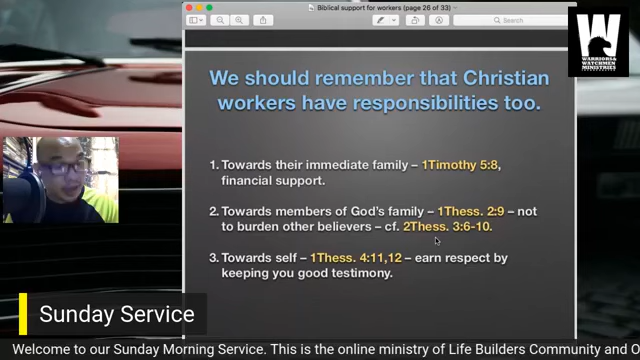 Biblical support for workers (page 26 of 33)
Search
WARRIORS &
WATCHMEN
MINISTRIES
We should remember that Christian
workers have responsibilities too.
1. Towards their immediate family – 1Timothy 5:8,
financial support.
2. Towards members of God's family – 1Thess. 2:9 – not
to burden other believers – cf. 2Thess. 3:6-10.
3. Towards self – 1Thess. 4:11,12 – earn respect by
keeping you good testimony.
Sunday Service
Welcome to our Sunday Morning Service. This is the online ministry of Life Builders Community and O